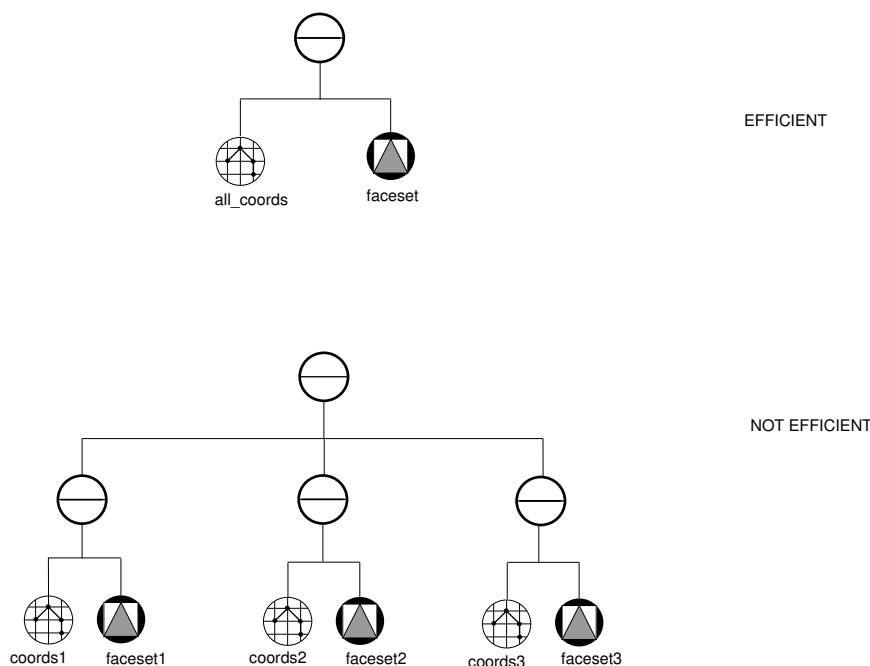 EFFICIENT
all_coords
faceset
NOT EFFICIENT
coords1
faceset1
coords2
faceset2
coords3
faceset3